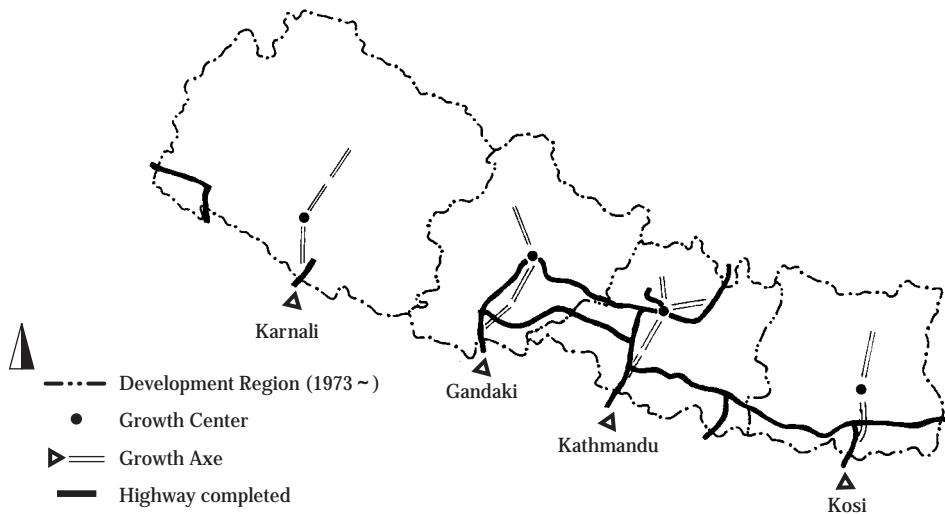 Karnali
Gandaki
Kathmandu
Kosi
Development Region (1973 ~)
Growth Center
Growth Axe
Highway completed